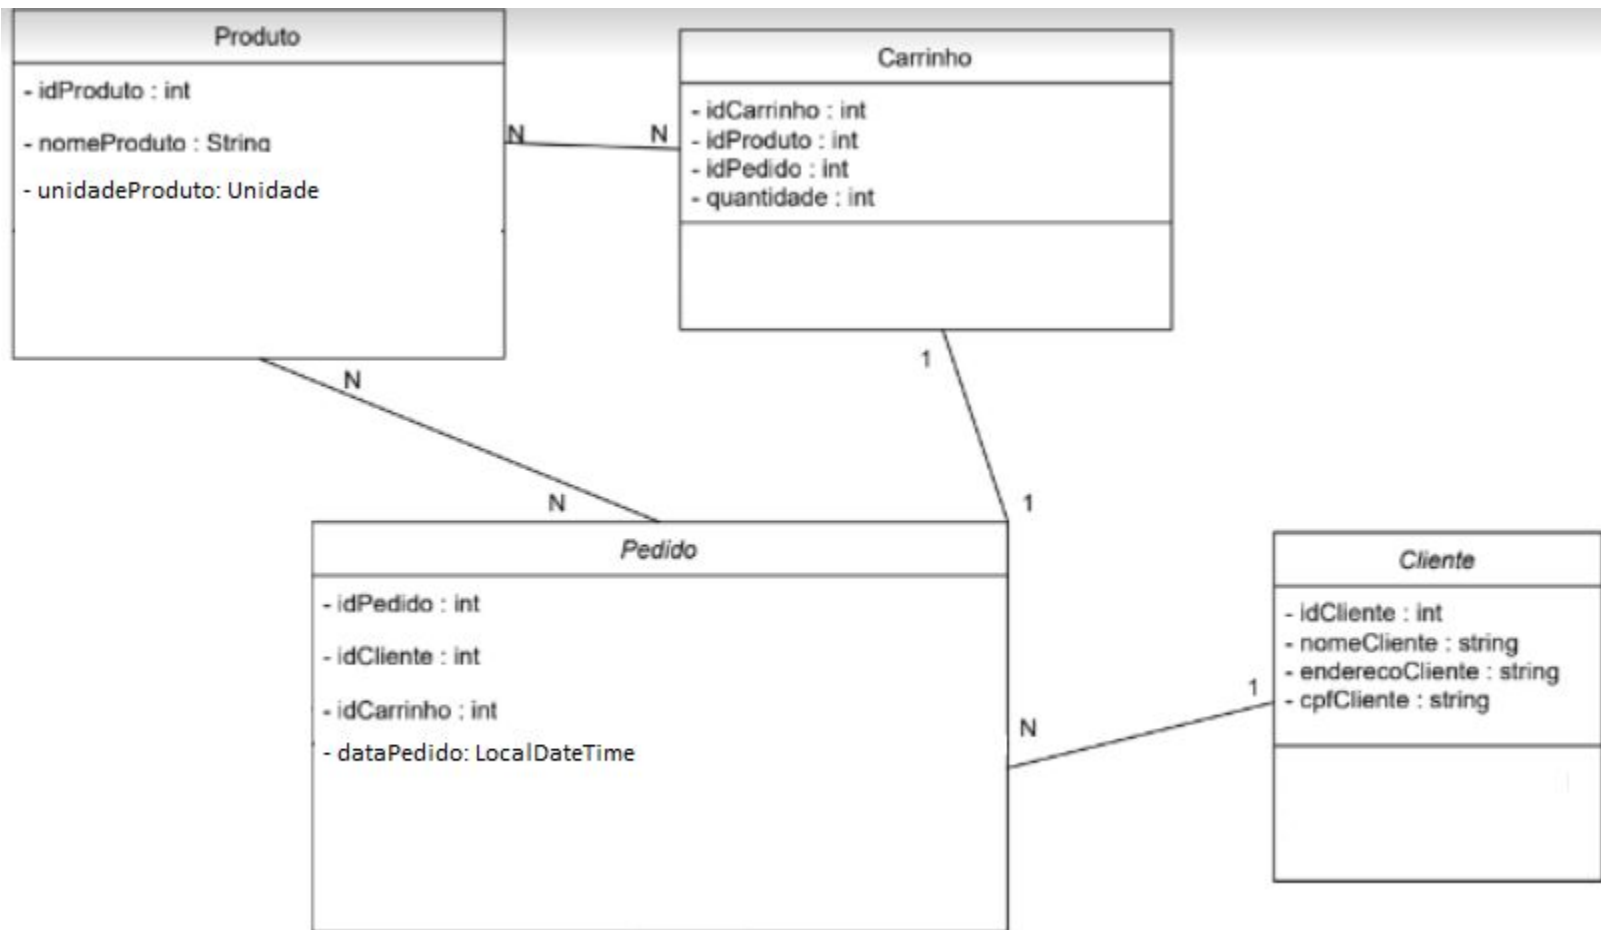 Produto
- idProduto : int
- nomeProduto : String
- unidadeProduto: Unidade
N
N
Carrinho
- idCarrinho : int
- idProduto : int
- idPedido : int
- quantidade : int
N
N
1
1
Pedido
- idPedido : int
- idCliente : int
- idCarrinho : int
- dataPedido: LocalDateTime
N
1
Cliente
- idCliente : int
- nomeCliente : string
- enderecoCliente : string
- cpfCliente : string